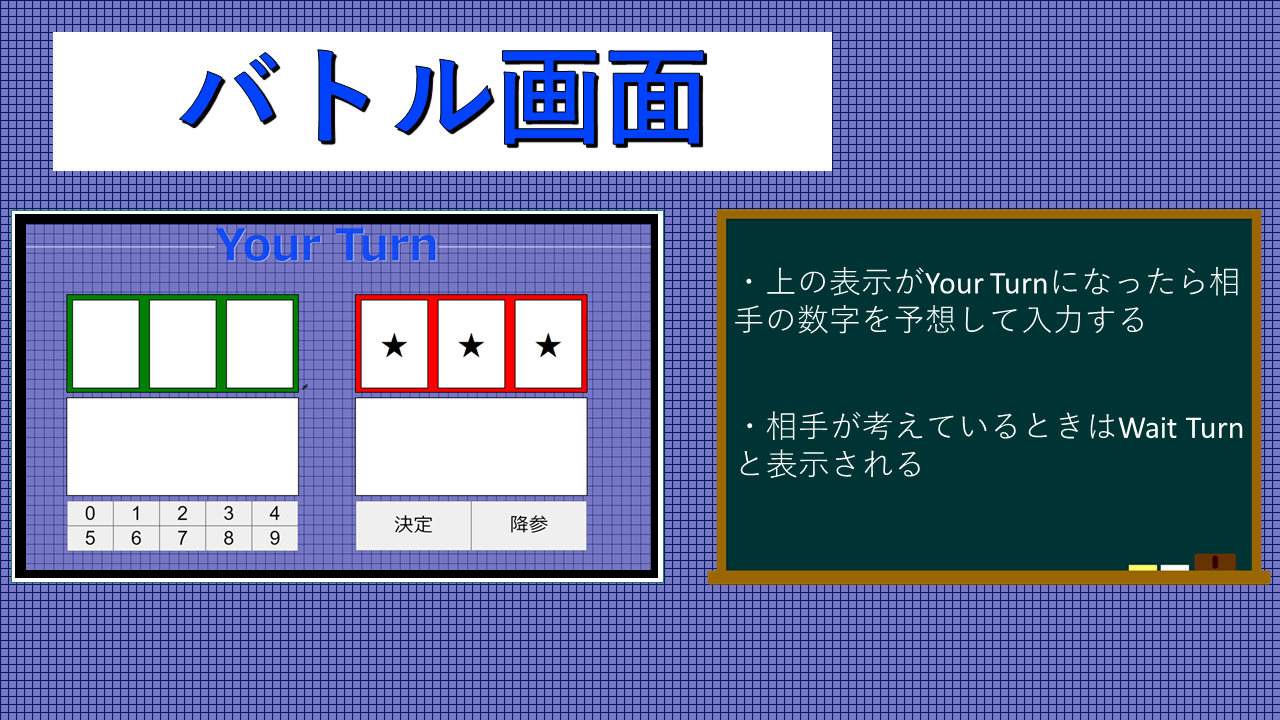 バトル画面
Your Turn
★ ★ ★
0 1 2 3 4
5 6 7 8 9
決定 降参
・上の表示がYour Turnになったら相
手の数字を予想して入力する
・相手が考えているときはWait Turn
と表示される